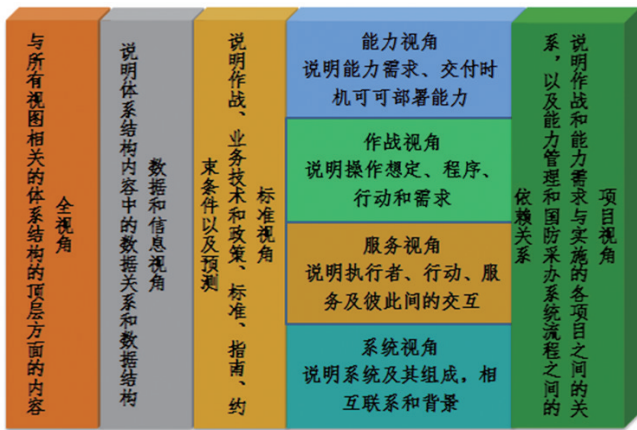 全视角
与所有视图相关的体系结构的顶层方面的内容
数据和信息视角
说明体系结构内容中的数据关系和数据结构
标准视角
说明作战、业务技术和政策、标准、指南、约
束条件以及预测
能力视角
说明能力需求、交付时
机可可部署能力
作战视角
说明操作想定、程序、
行动和需求
服务视角
说明执行者、行动、服
务及彼此间的交互
系统视角
说明系统及其组成，相
互联系和背景
项目视角
说明作战和能力需求与实施的各项目之间的关
系，以及能力管理和国防采办系统流程之间的
依赖关系